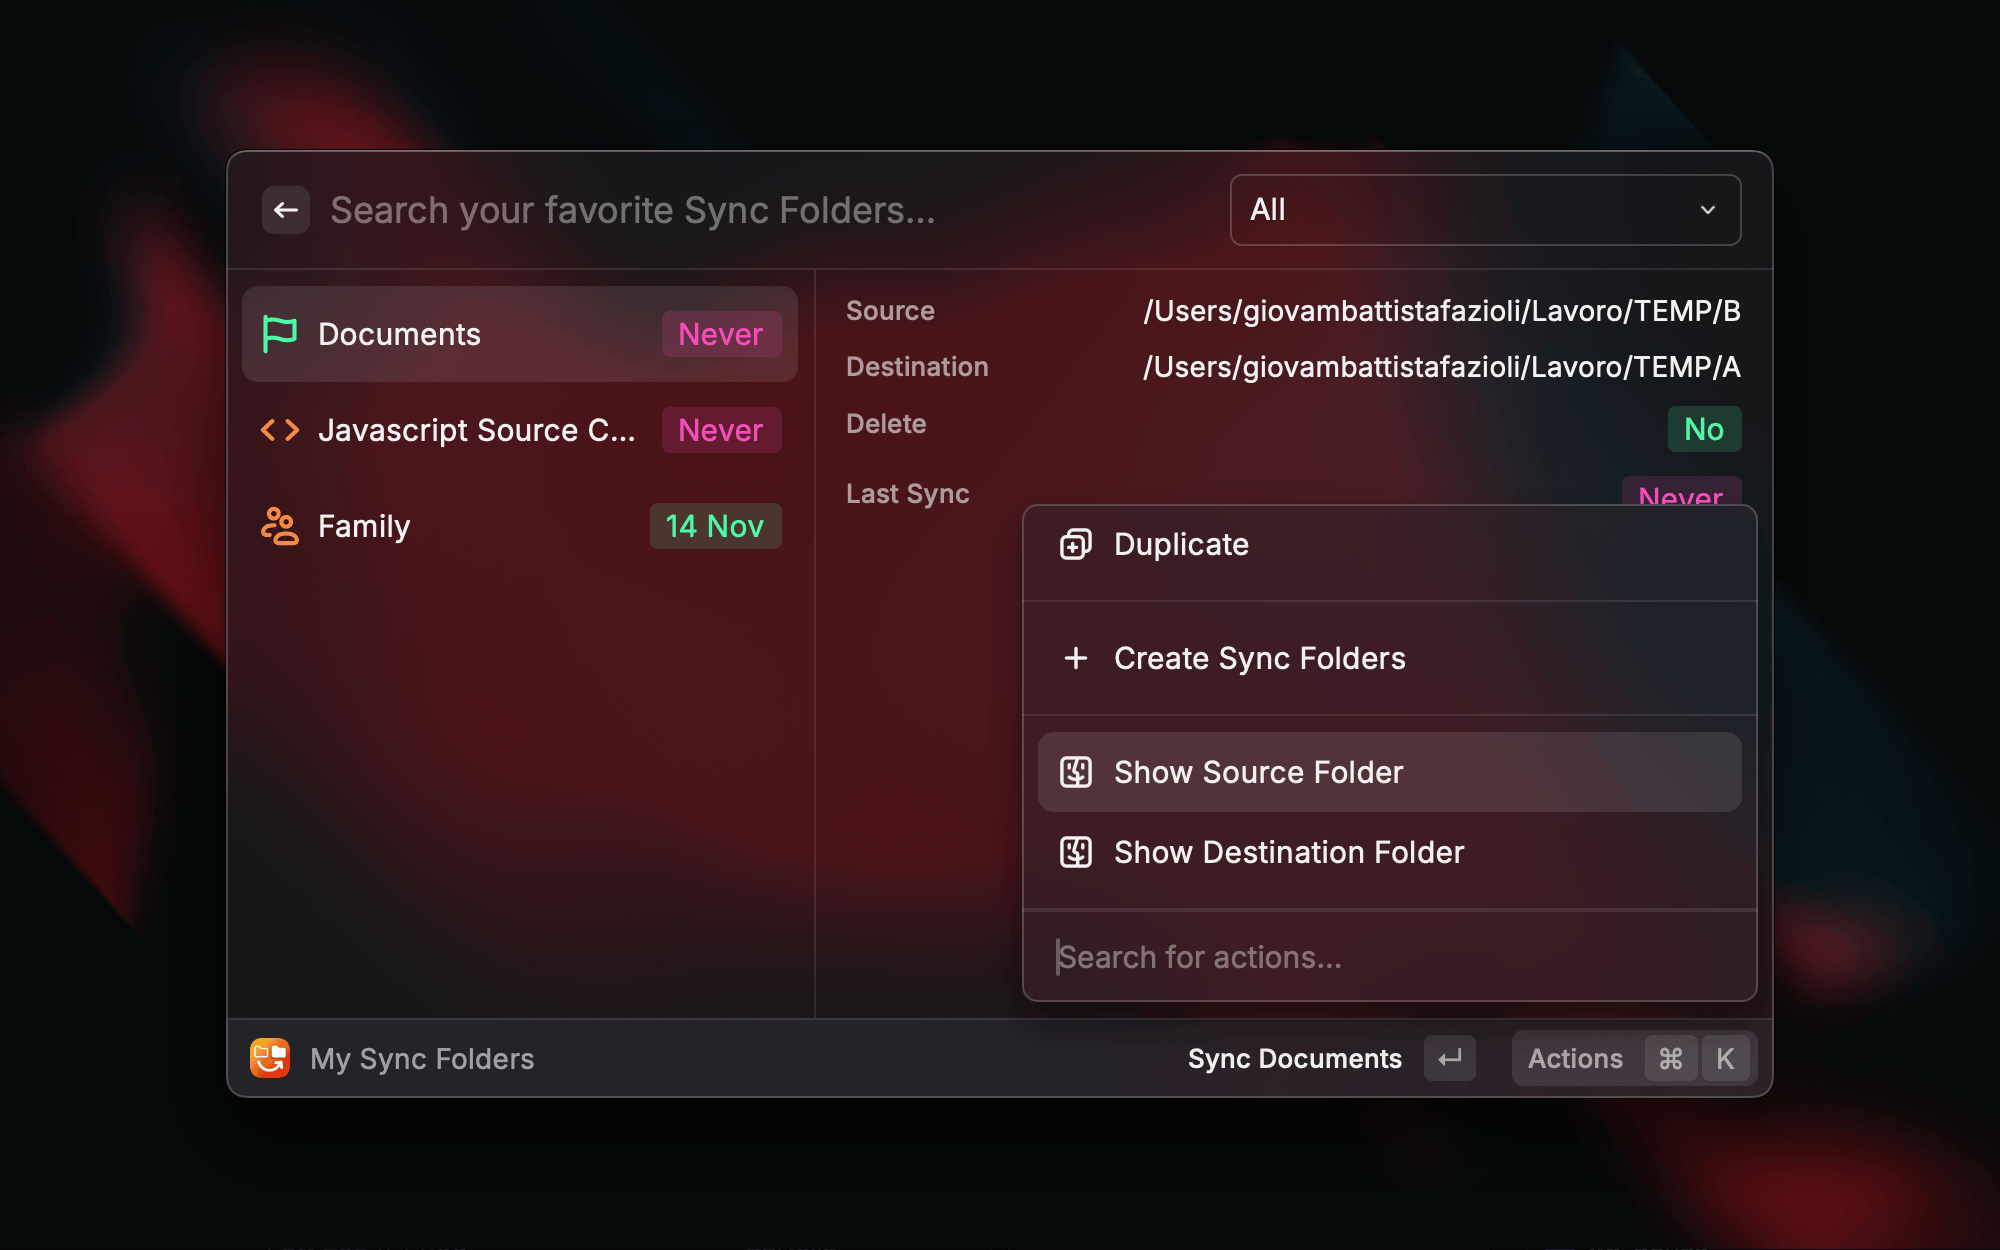 Search your favorite Sync Folders...
All
Documents
Never
Javascript Source C...
Never
Family
14 Nov
Source
/Users/giovambattistafazioli/Lavoro/TEMP/B
Destination
/Users/giovambattistafazioli/Lavoro/TEMP/A
Delete
No
Last Sync
Never
Duplicate
Create Sync Folders
Show Source Folder
Show Destination Folder
Search for actions...
My Sync Folders
Sync Documents
Actions ⌘ K